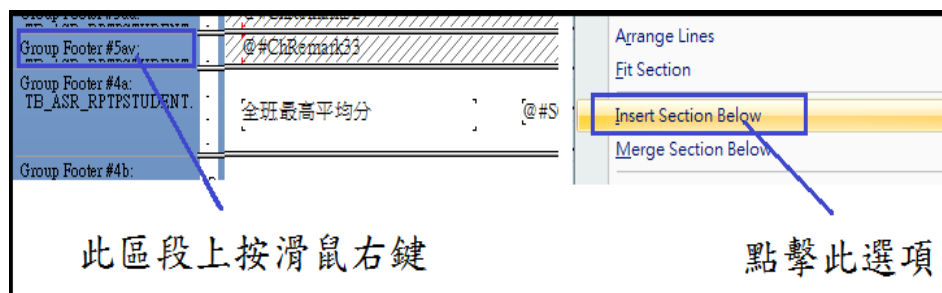 Group Footer #5av:
@#ChRemark33
Group Footer #4a:
TB_ASR_RPTPSTUDENT.
全班最高平均分
Group Footer #4b:
Arrange Lines
Fit Section
Insert Section Below
Merge Section Below
此區段上按滑鼠右鍵
點擊此選項